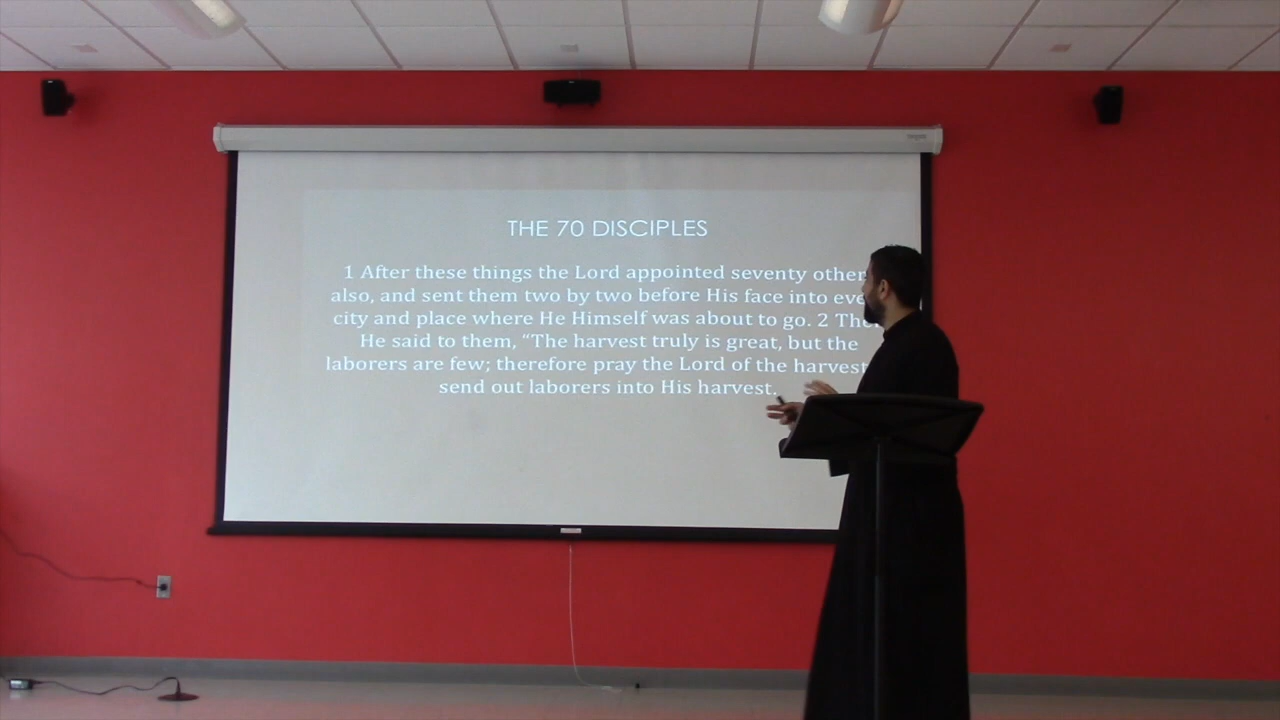 THE 70 DISCIPLES
1 After these things the Lord appointed seventy other
also, and sent them two by two before His face into
city and place where He Himself was about to go. 2
He said to them, “The harvest truly is great, but the
laborers are few; therefore pray the Lord of the harvest
send out laborers into His harvest.